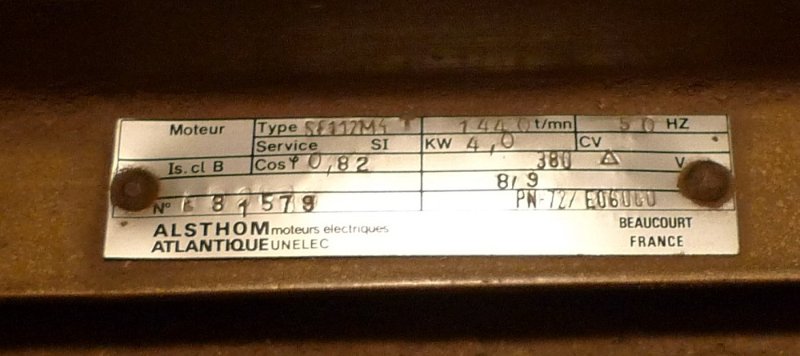 Moteur Type SF112M4 1440 t/mn 50 HZ
Service SI KW 4,0 CV
Is. cl B Cos φ 0,82 380 △ V
8/9
N° 81579 PN-72/E06000
ALSTHOM moteurs electriques BEAUCOURT
ATLANTIQUE UNELEC FRANCE